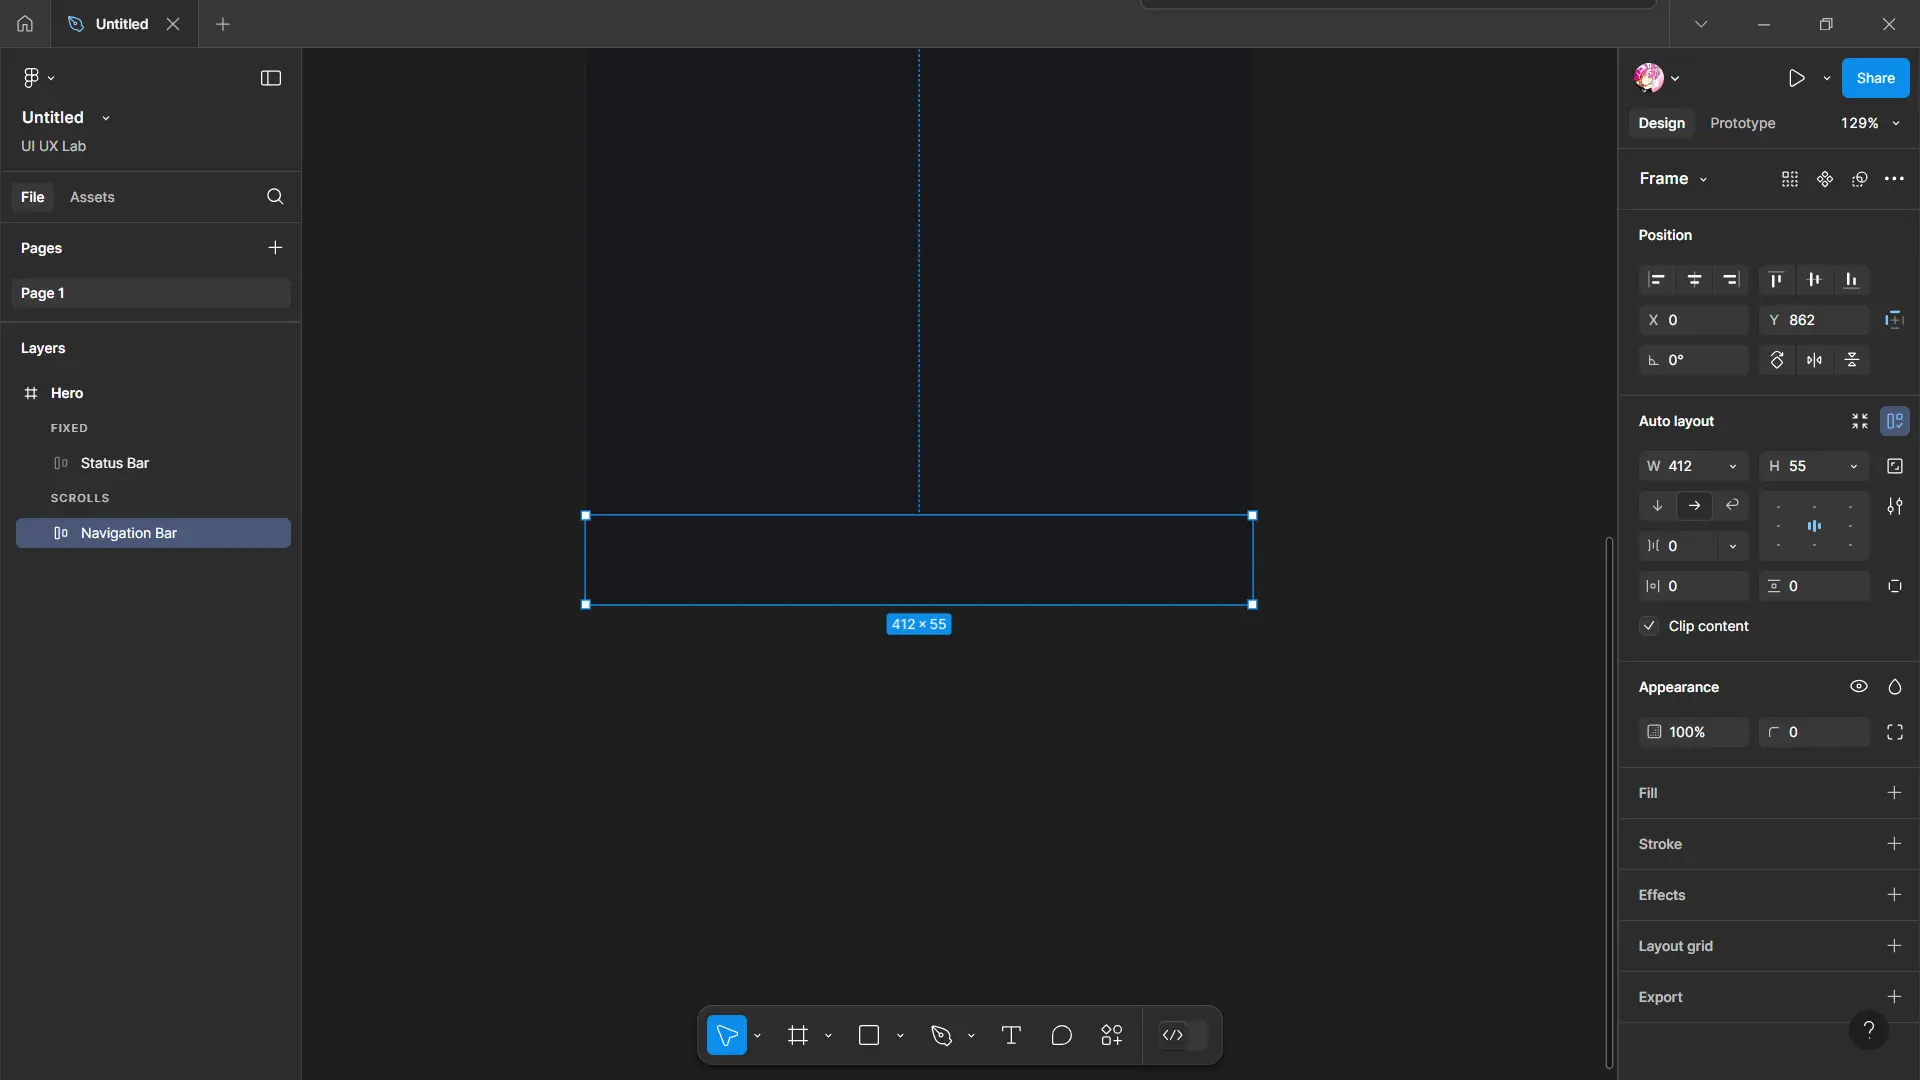 Untitled
Untitled
UI UX Lab
File Assets
Pages
Page 1
Layers
Hero
FIXED
Status Bar
SCROLLS
Navigation Bar
412 × 55
Share
Design Prototype 129%
Frame
Position
X 0 Y 862
0°
Auto layout
W 412 H 55
0
0 0
Clip content
Appearance
100% 0
Fill
Stroke
Effects
Layout grid
Export
?